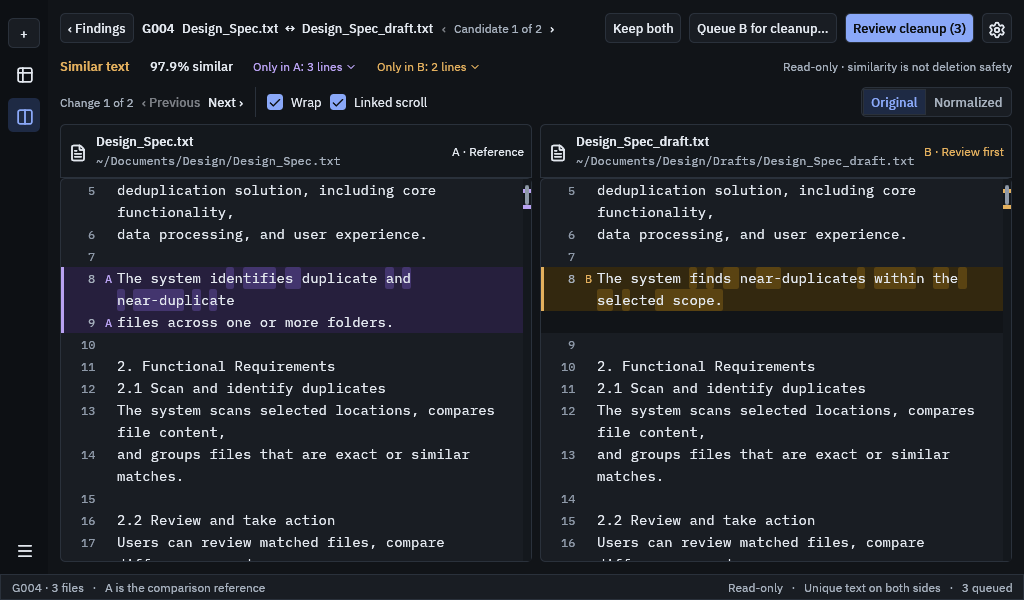 +
‹ Findings G004 Design_Spec.txt ↔ Design_Spec_draft.txt ‹ Candidate 1 of 2 › Keep both Queue B for cleanup... Review cleanup (3)
Similar text 97.9% similar Only in A: 3 lines Only in B: 2 lines Read-only · similarity is not deletion safety
Change 1 of 2 ‹ Previous Next › Wrap Linked scroll Original Normalized
Design_Spec.txt
~/Documents/Design/Design_Spec.txt
A · Reference
5 deduplication solution, including core
functionality,
6 data processing, and user experience.
7
8 A The system identifies duplicate and
near-duplicate
9 A files across one or more folders.
10
11 2. Functional Requirements
12 2.1 Scan and identify duplicates
13 The system scans selected locations, compares
file content,
14 and groups files that are exact or similar
matches.
15
16 2.2 Review and take action
17 Users can review matched files, compare
Design_Spec_draft.txt
~/Documents/Design/Drafts/Design_Spec_draft.txt
B · Review first
5 deduplication solution, including core
functionality,
6 data processing, and user experience.
7
8 B The system finds near-duplicates within the
selected scope.
9
10 2. Functional Requirements
11 2.1 Scan and identify duplicates
12 The system scans selected locations, compares
file content,
13 and groups files that are exact or similar
matches.
14
15 2.2 Review and take action
16 Users can review matched files, compare
G004 · 3 files · A is the comparison reference Read-only · Unique text on both sides · 3 queued